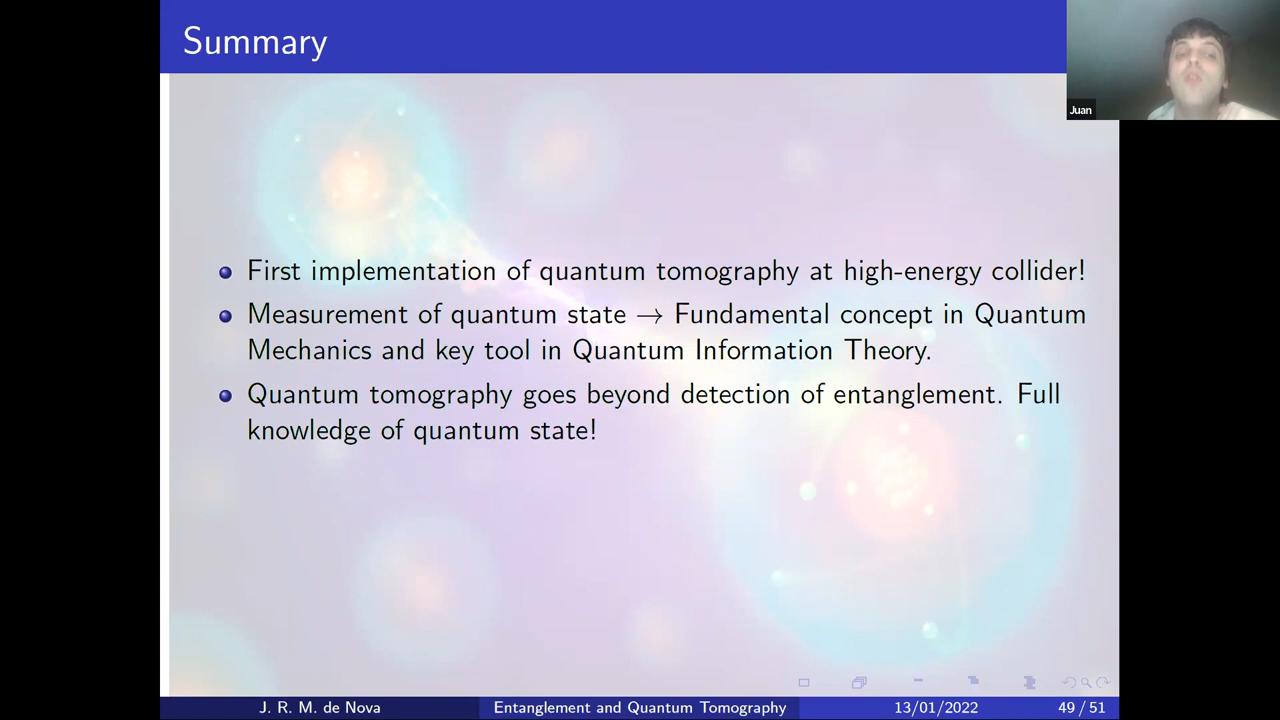 Summary
Juan
First implementation of quantum tomography at high-energy collider!
Measurement of quantum state → Fundamental concept in Quantum
Mechanics and key tool in Quantum Information Theory.
Quantum tomography goes beyond detection of entanglement. Full
knowledge of quantum state!
J. R. M. de Nova
Entanglement and Quantum Tomography
13/01/2022
49 / 51